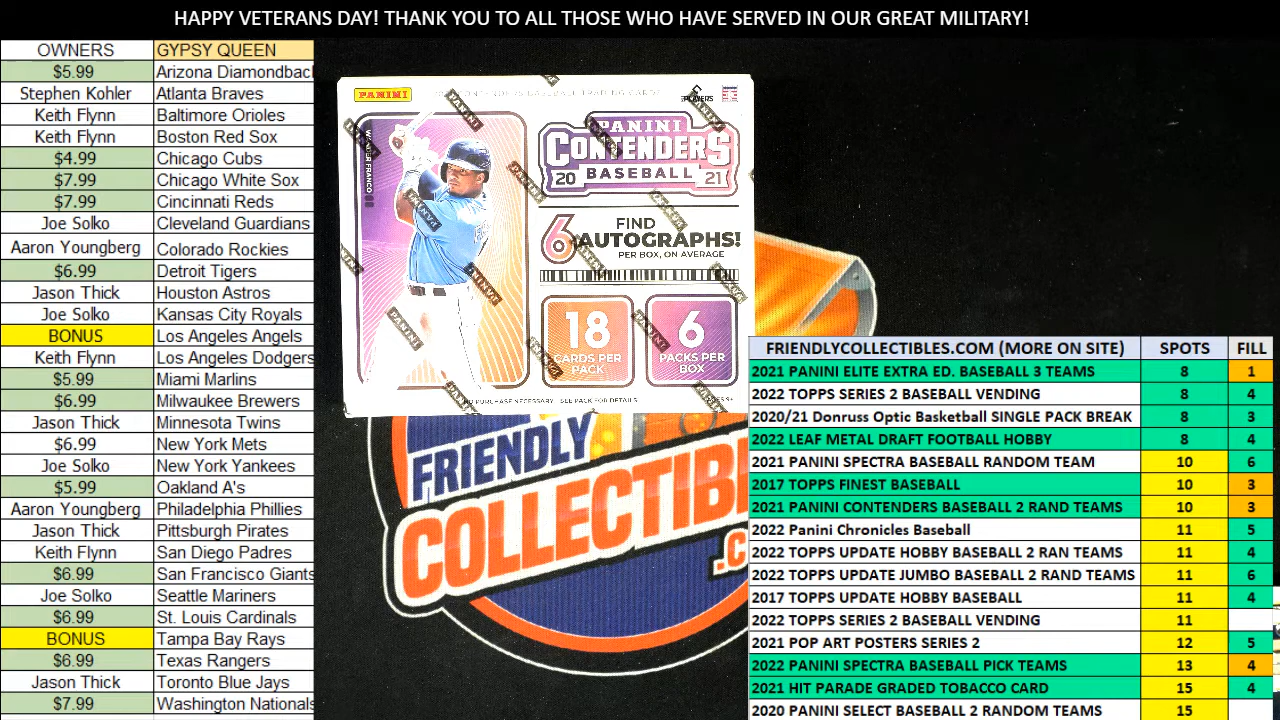 HAPPY VETERANS DAY! THANK YOU TO ALL THOSE WHO HAVE SERVED IN OUR GREAT MILITARY!
OWNERS GYPSY QUEEN
$5.99 Arizona Diamondbac
Stephen Kohler Atlanta Braves
Keith Flynn Baltimore Orioles
Keith Flynn Boston Red Sox
$4.99 Chicago Cubs
$7.99 Chicago White Sox
$7.99 Cincinnati Reds
Joe Solko Cleveland Guardians
Aaron Youngberg Colorado Rockies
$6.99 Detroit Tigers
Jason Thick Houston Astros
Joe Solko Kansas City Royals
BONUS Los Angeles Angels
Keith Flynn Los Angeles Dodgers
$5.99 Miami Marlins
$6.99 Milwaukee Brewers
Jason Thick Minnesota Twins
$6.99 New York Mets
Joe Solko New York Yankees
$5.99 Oakland A's
Aaron Youngberg Philadelphia Phillies
Jason Thick Pittsburgh Pirates
Keith Flynn San Diego Padres
$6.99 San Francisco Giants
Joe Solko Seattle Mariners
$6.99 St. Louis Cardinals
BONUS Tampa Bay Rays
$6.99 Texas Rangers
Jason Thick Toronto Blue Jays
$7.99 Washington Nationals
PANINI
WANDER FRANCO
PLAYERS
PANINI
CONTENDERS
20 BASEBALL 21
6 FIND
AUTOGRAPHS!
PER BOX, ON AVERAGE
18
CARDS PER
PACK
6
PACKS PER
BOX
NO PURCHASE NECESSARY. SEE PACK FOR DETAILS.
AGES 9+
FRIENDLY
COLLECTIB
.C
FRIENDLYCOLLECTIBLES.COM (MORE ON SITE) SPOTS FILL
2021 PANINI ELITE EXTRA ED. BASEBALL 3 TEAMS 8 1
2022 TOPPS SERIES 2 BASEBALL VENDING 8 4
2020/21 Donruss Optic Basketball SINGLE PACK BREAK 8 3
2022 LEAF METAL DRAFT FOOTBALL HOBBY 8 4
2021 PANINI SPECTRA BASEBALL RANDOM TEAM 10 6
2017 TOPPS FINEST BASEBALL 10 3
2021 PANINI CONTENDERS BASEBALL 2 RAND TEAMS 10 3
2022 Panini Chronicles Baseball 11 5
2022 TOPPS UPDATE HOBBY BASEBALL 2 RAN TEAMS 11 4
2022 TOPPS UPDATE JUMBO BASEBALL 2 RAND TEAMS 11 6
2017 TOPPS UPDATE HOBBY BASEBALL 11 4
2022 TOPPS SERIES 2 BASEBALL VENDING 11
2021 POP ART POSTERS SERIES 2 12 5
2022 PANINI SPECTRA BASEBALL PICK TEAMS 13 4
2021 HIT PARADE GRADED TOBACCO CARD 15 4
2020 PANINI SELECT BASEBALL 2 RANDOM TEAMS 15